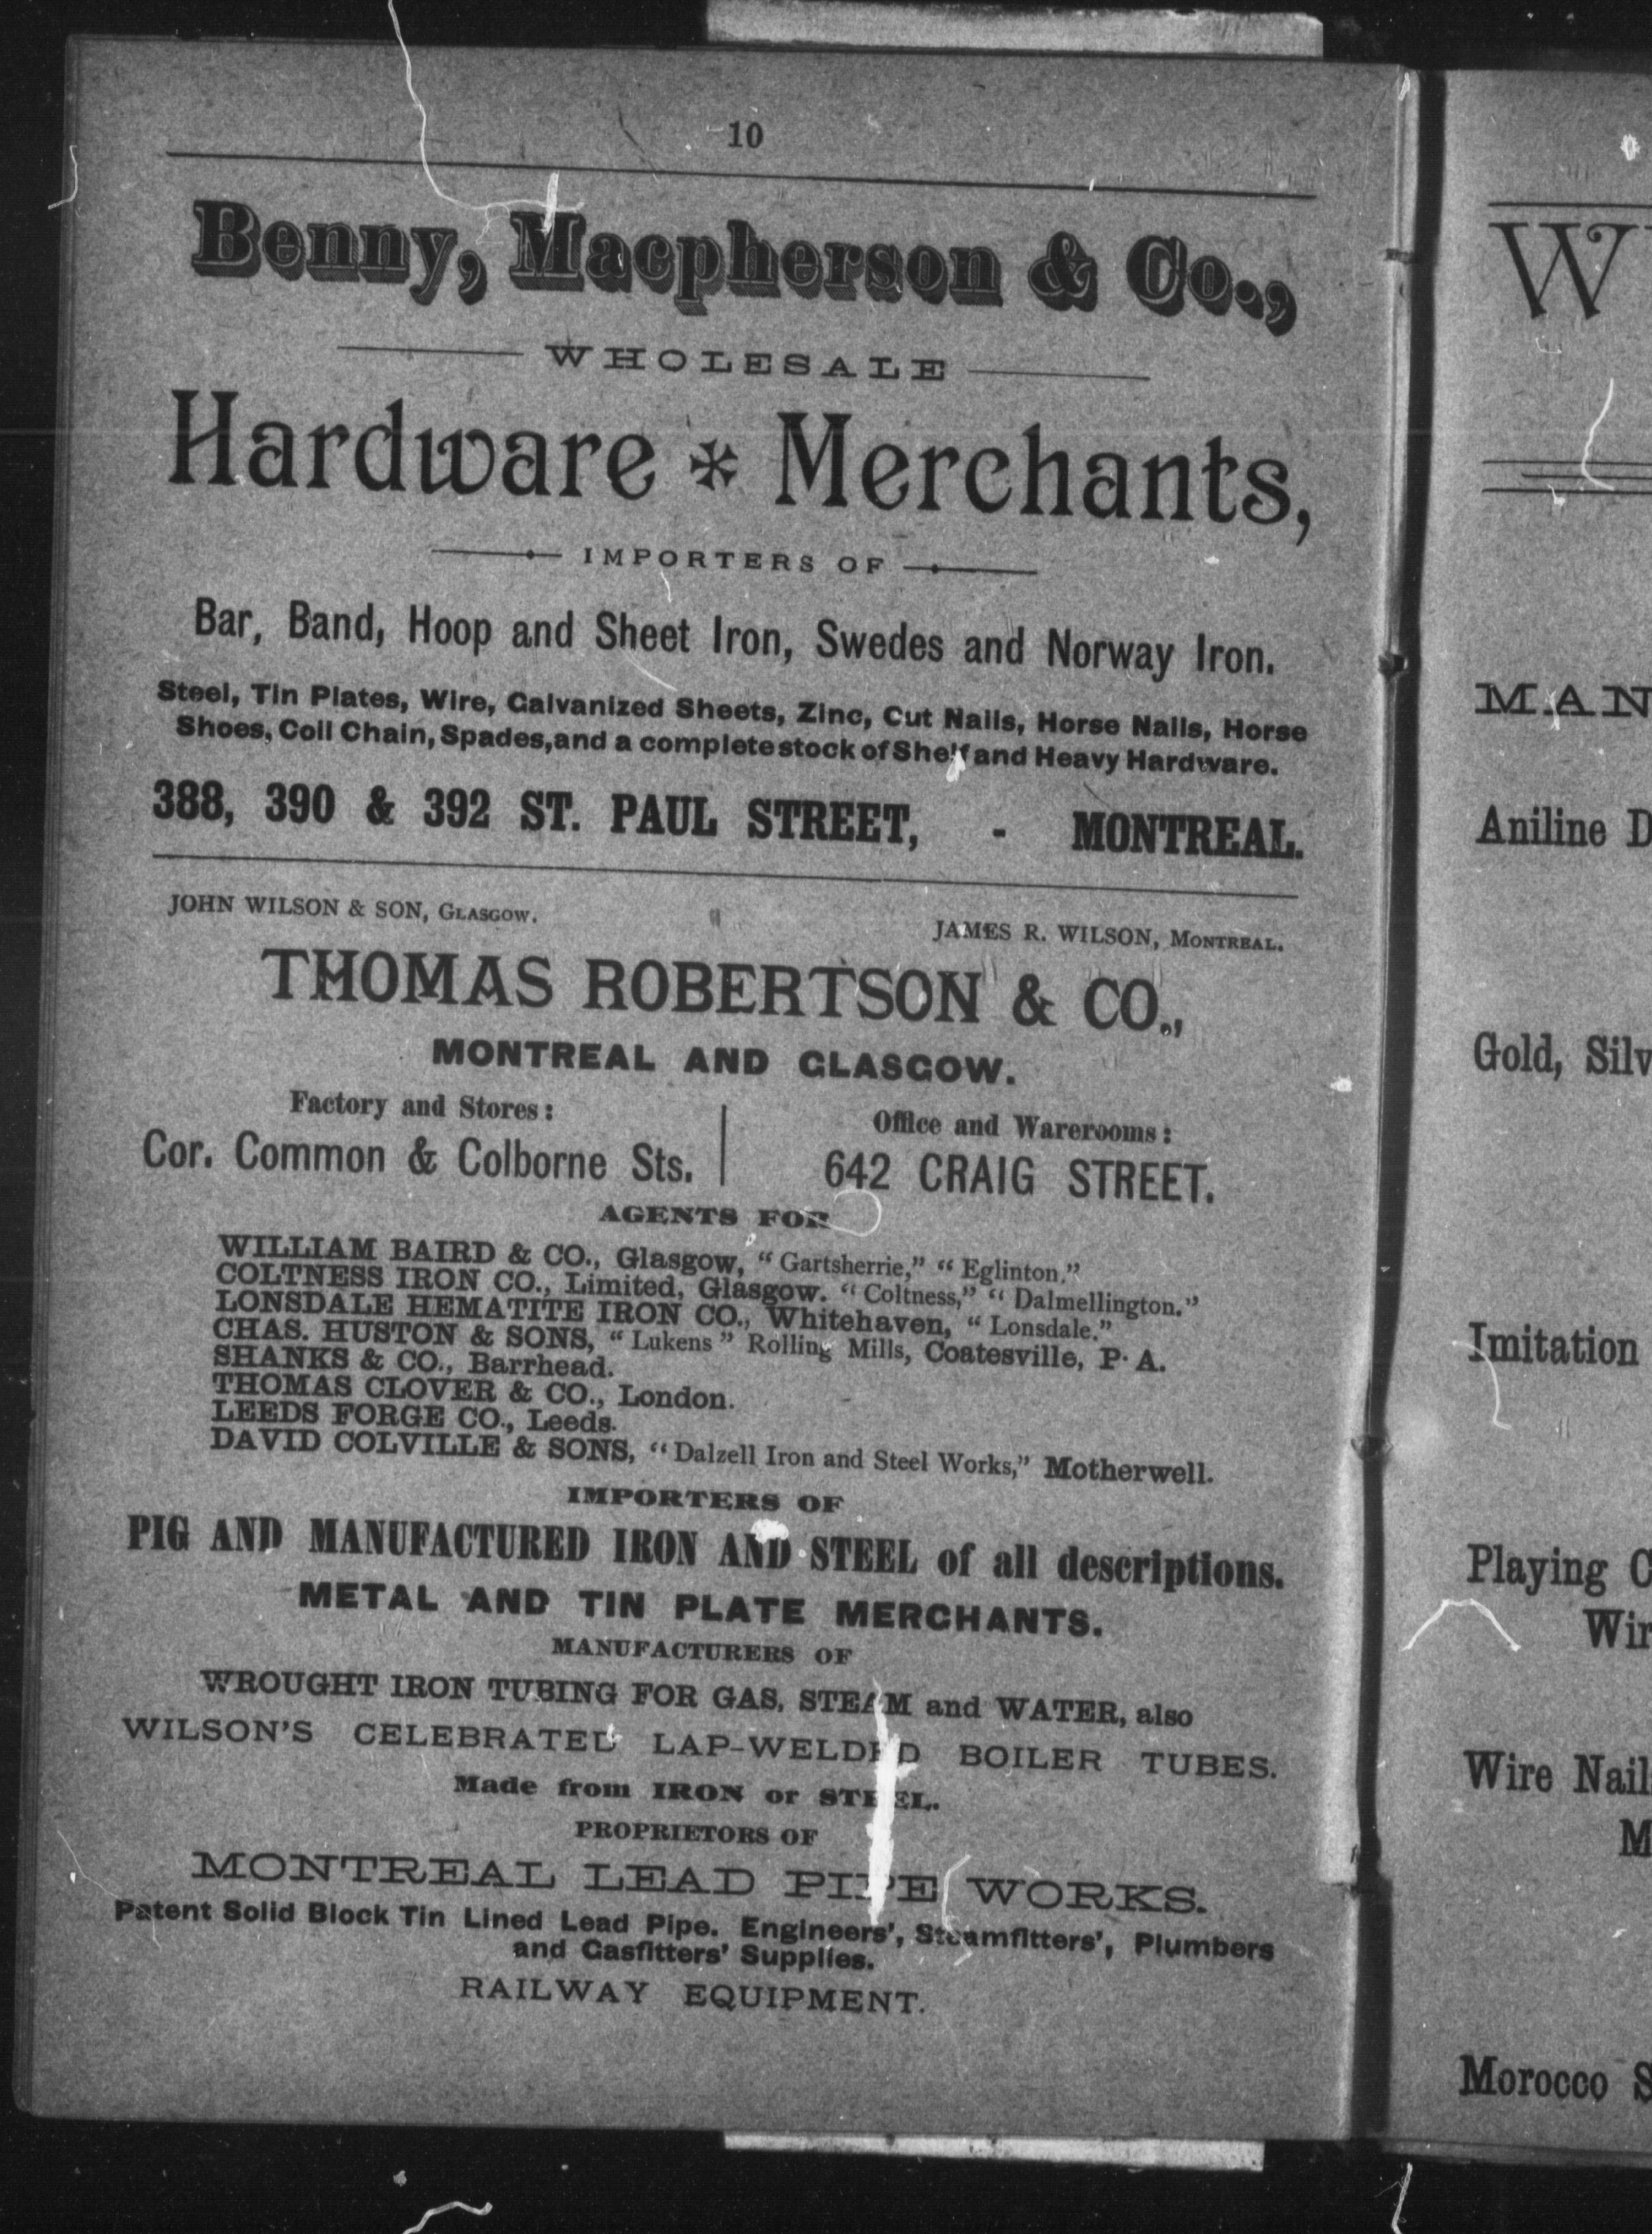 10
Benny, Macpherson & Co.,
WHOLESALE
Hardware * Merchants,
IMPORTERS OF
Bar, Band, Hoop and Sheet Iron, Swedes and Norway Iron.
Steel, Tin Plates, Wire, Galvanized Sheets, Zinc, Cut Nails, Horse Nails, Horse
Shoes, Coil Chain, Spades, and a complete stock of Shelf and Heavy Hardware.
388, 390 & 392 ST. PAUL STREET, - MONTREAL.
JOHN WILSON & SON, GLASGOW.
JAMES R. WILSON, MONTREAL.
THOMAS ROBERTSON & CO.,
MONTREAL AND GLASGOW.
Factory and Stores:
Cor. Common & Colborne Sts.
Office and Warerooms:
642 CRAIG STREET.
AGENTS FOR
WILLIAM BAIRD & CO., Glasgow, "Gartsherrie," "Eglinton."
COLTNESS IRON CO., Limited, Glasgow. "Coltness," "Dalmellington."
LONSDALE HEMATITE IRON CO., Whitehaven, "Lonsdale."
CHAS. HUSTON & SONS, "Lukens" Rolling Mills, Coatesville, P. A.
SHANKS & CO., Barrhead.
THOMAS CLOVER & CO., London.
LEEDS FORGE CO., Leeds.
DAVID COLVILLE & SONS, "Dalzell Iron and Steel Works," Motherwell.
IMPORTERS OF
PIG AND MANUFACTURED IRON AND STEEL of all descriptions.
METAL AND TIN PLATE MERCHANTS.
MANUFACTURERS OF
WROUGHT IRON TUBING FOR GAS, STEAM and WATER, also
WILSON'S CELEBRATED LAP-WELDED BOILER TUBES.
Made from IRON or STEEL.
PROPRIETORS OF
MONTREAL LEAD PIPE WORKS.
Patent Solid Block Tin Lined Lead Pipe. Engineers', Steamfitters', Plumbers
and Gasfitters' Supplies.
RAILWAY EQUIPMENT.
W
MAN
Aniline D
Gold, Silv
Imitation
Playing C
Wir
Wire Nail
M
Morocco S